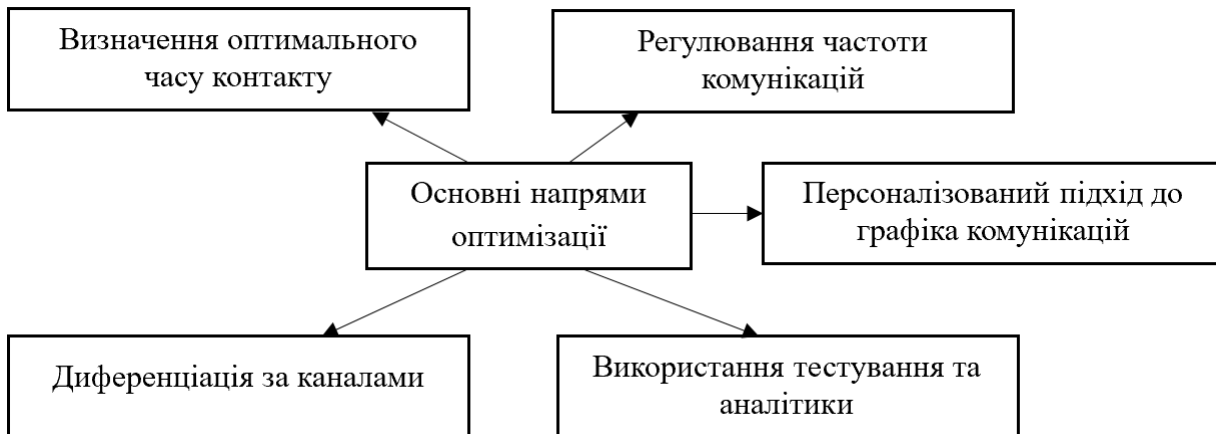 Визначення оптимального
часу контакту
Регулювання частоти
комунікацій
Основні напрями
оптимізації
Персоналізований підхід до
графіка комунікацій
Диференціація за каналами
Використання тестування та
аналітики